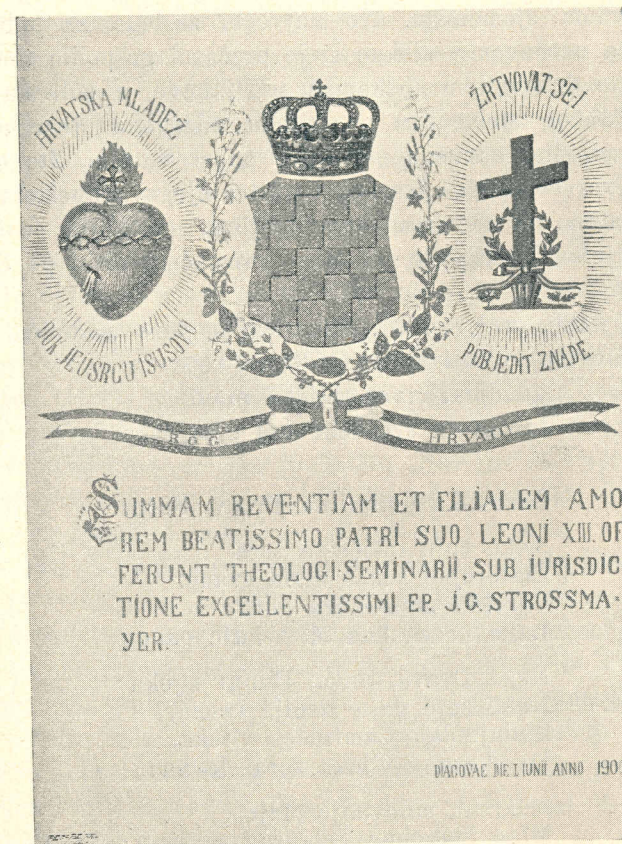 HRVATSKA MLADEŽ
DOK JE U SRCU ISUSOVU
ŽRTVOVAT-SE I
POBJEDIT ZNADE.
BOG
HRVATI
SUMMAM REVENTIAM ET FILIALEM AMO
REM BEATISSIMO PATRI SUO LEONI XIII. OF
FERUNT THEOLOGI·SEMINARII, SUB IURISDIC
TIONE EXCELLENTISSIMI EP. J. G. STROSSMA-
YER.
DIACOVAE DIE I. IUNII ANNO 190